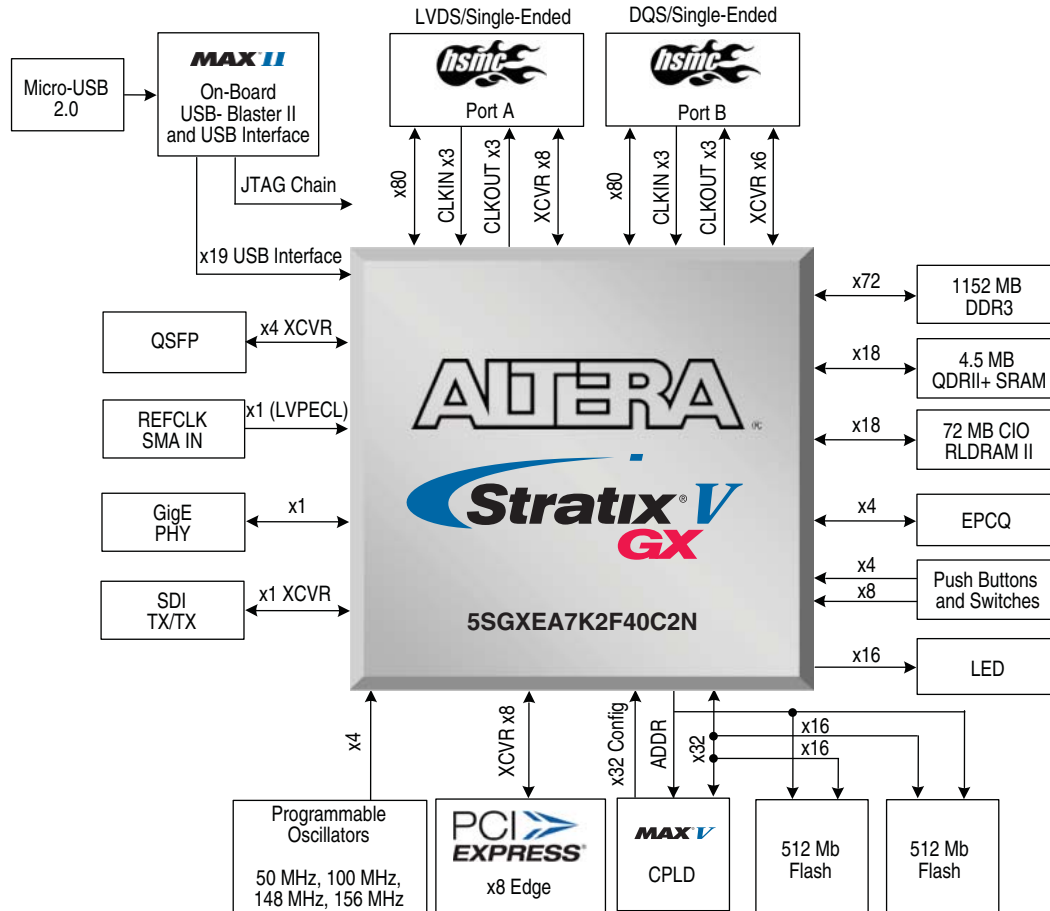 LVDS/Single-Ended
DQS/Single-Ended
Micro-USB
2.0
MAX II
On-Board
USB- Blaster II
and USB Interface
hsmc
Port A
hsmc
Port B
JTAG Chain
x19 USB Interface
x80
CLKIN x3
CLKOUT x3
XCVR x8
x80
CLKIN x3
CLKOUT x3
XCVR x6
QSFP
x4 XCVR
REFCLK
SMA IN
x1 (LVPECL)
GigE
PHY
x1
SDI
TX/TX
x1 XCVR
ALTERA ®
Stratix® V
GX
5SGXEA7K2F40C2N
x72
1152 MB
DDR3
x18
4.5 MB
QDRII+ SRAM
x18
72 MB CIO
RLDRAM II
x4
EPCQ
x4
x8
Push Buttons
and Switches
x16
LED
x4
XCVR x8
x32 Config
ADDR
x32
x16
x16
Programmable
Oscillators
50 MHz, 100 MHz,
148 MHz, 156 MHz
PCI
EXPRESS®
x8 Edge
MAX V
CPLD
512 Mb
Flash
512 Mb
Flash